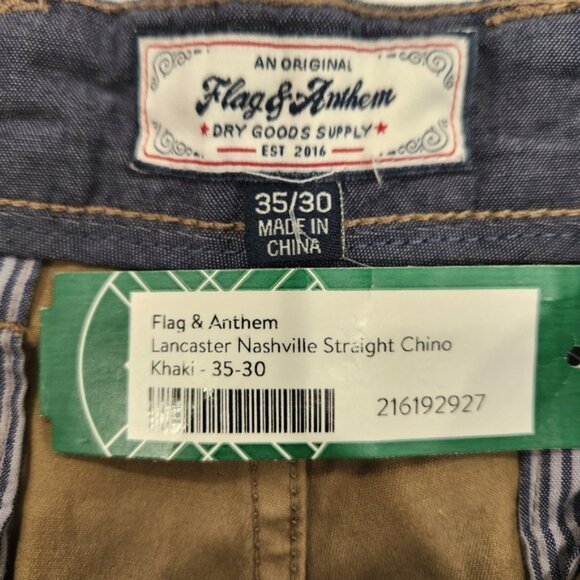 AN ORIGINAL
Flag & Anthem
★ DRY GOODS SUPPLY ★
EST 2016
35/30
MADE IN
CHINA
Flag & Anthem
Lancaster Nashville Straight Chino
Khaki - 35-30
216192927